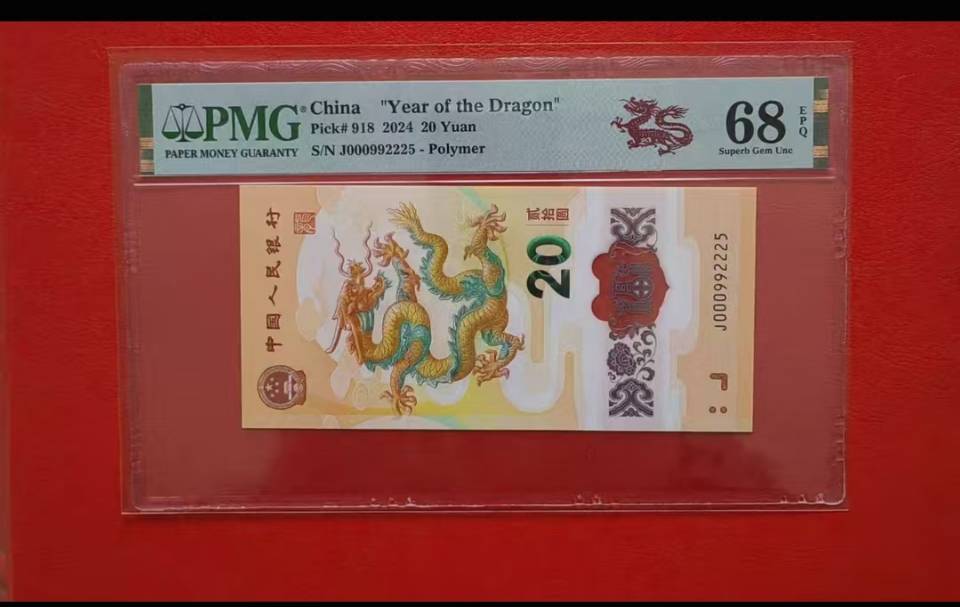 PMG®
PAPER MONEY GUARANTY
China "Year of the Dragon"
Pick# 918 2024 20 Yuan
S/N J000992225 - Polymer
68
EPQ
Superb Gem Unc
中国人民银行
贰拾圆
20
J000992225